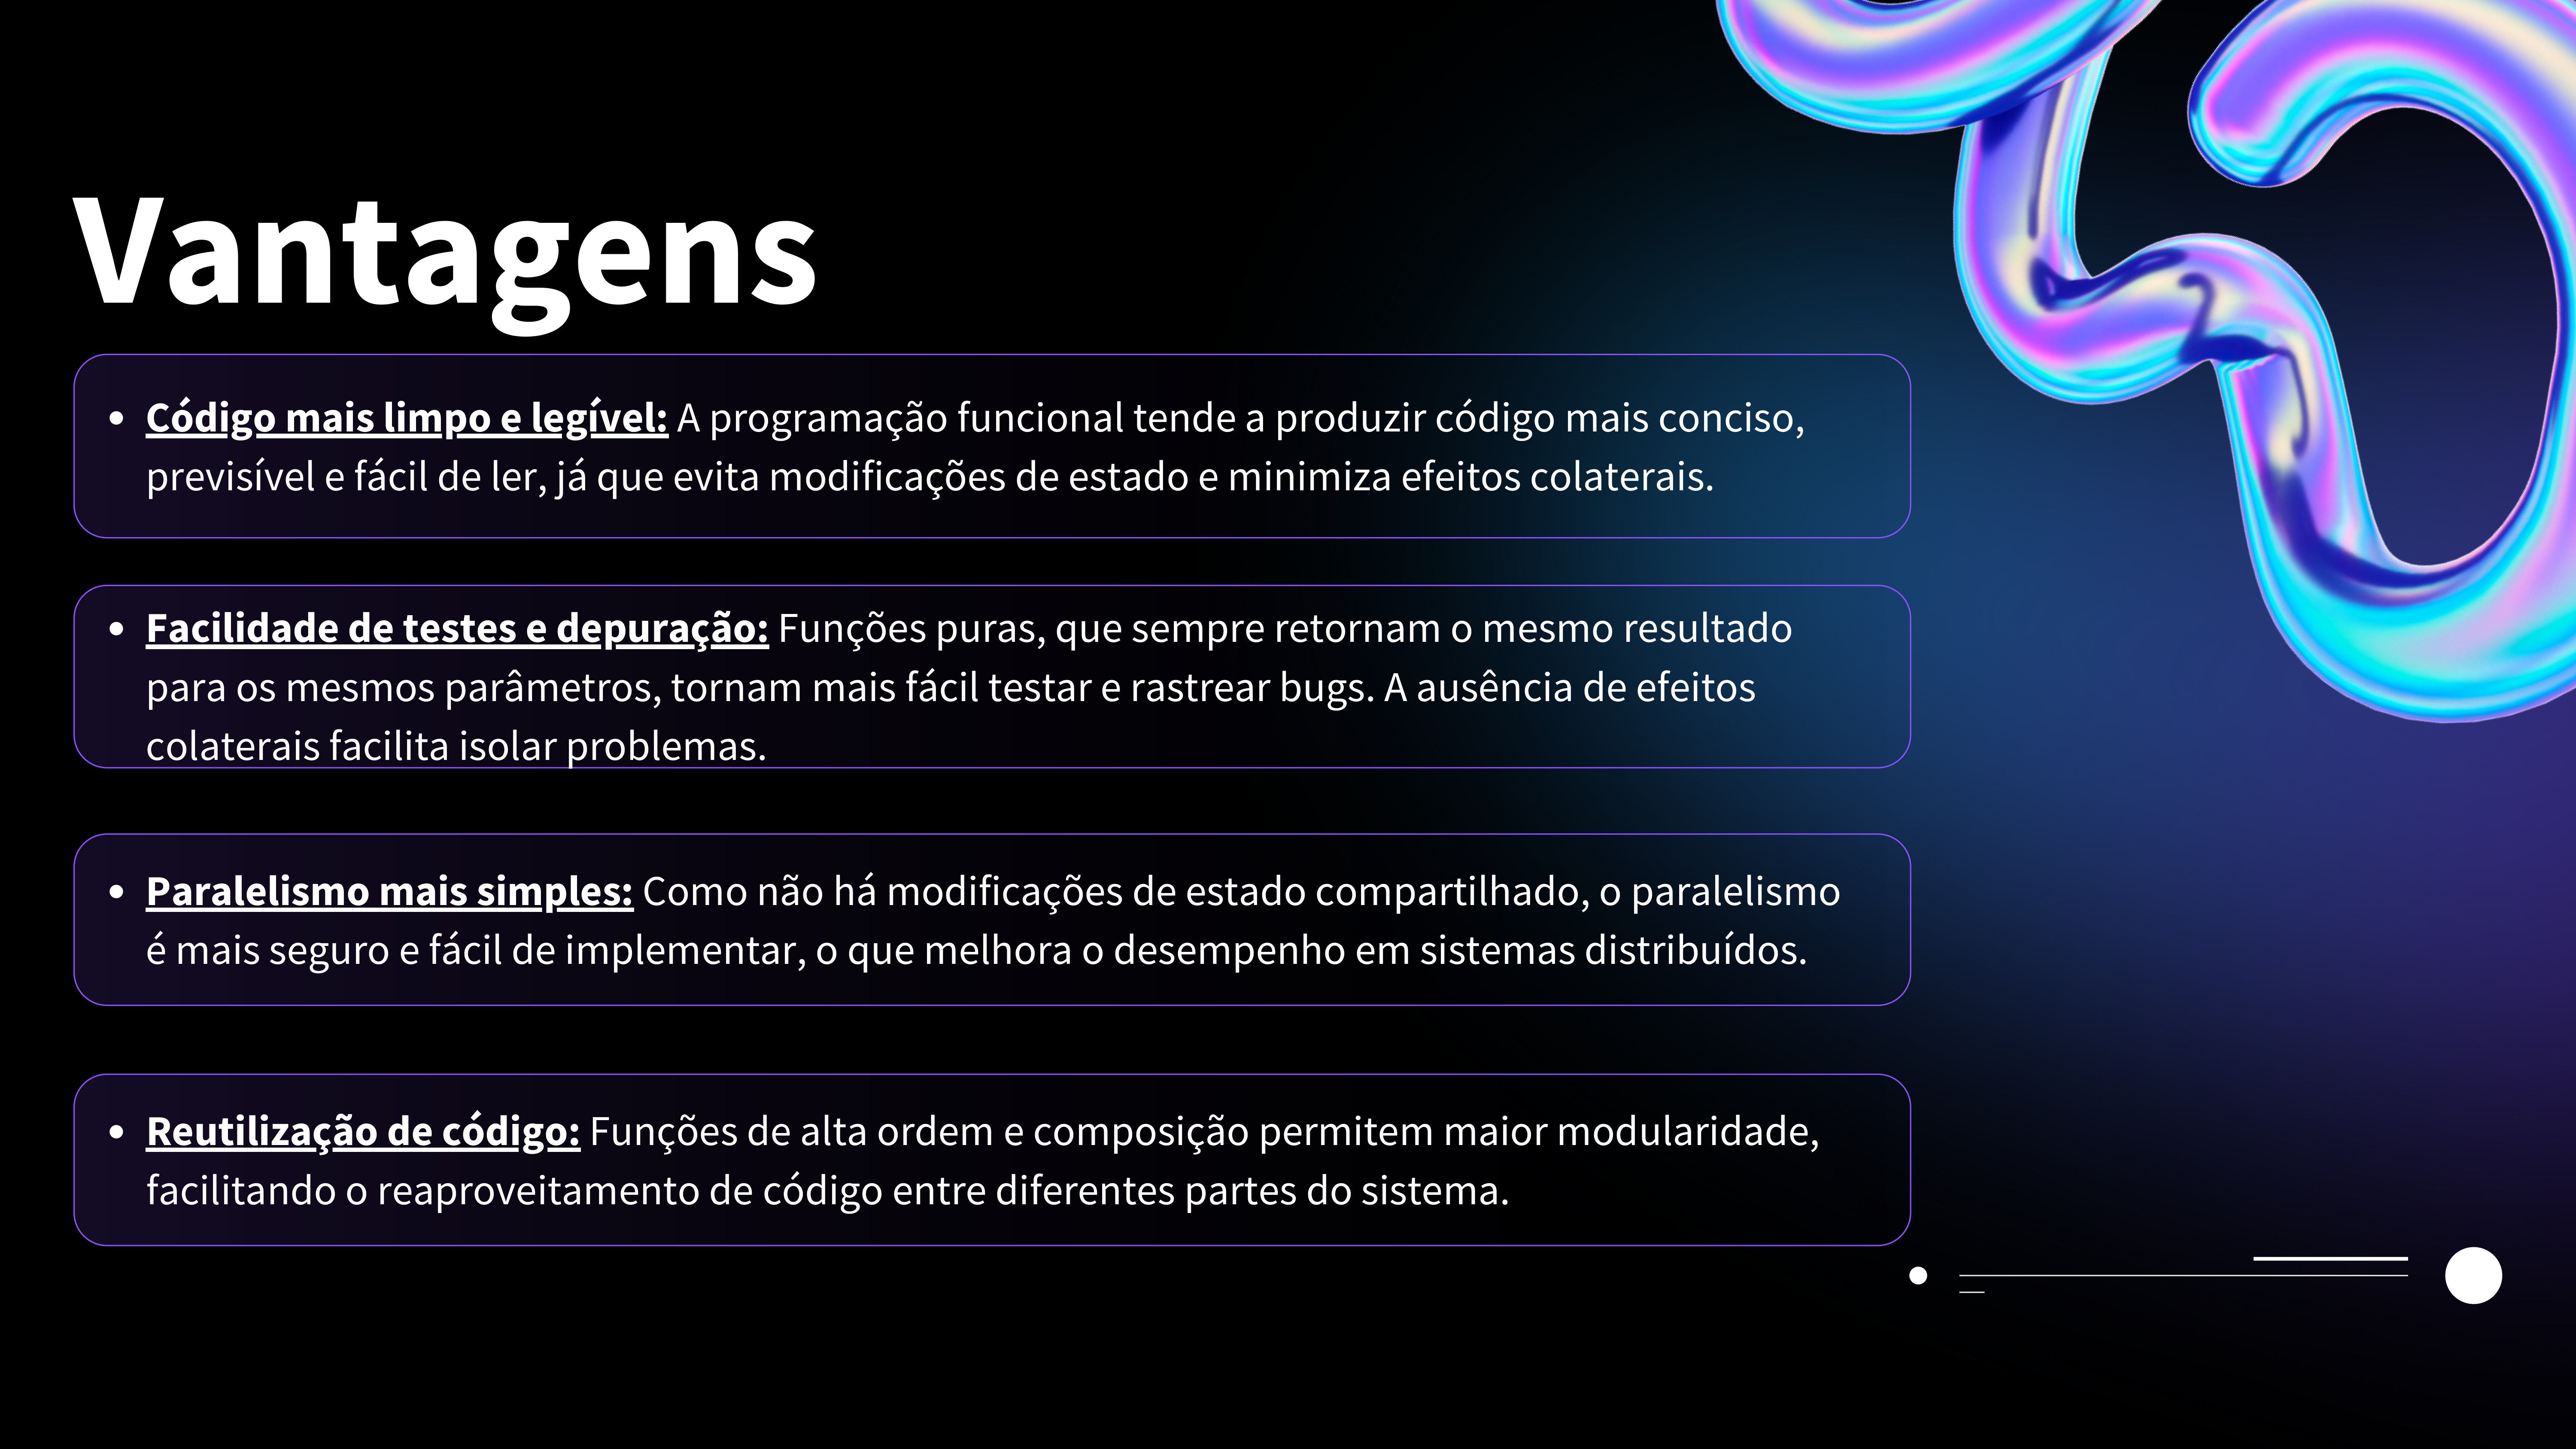 Vantagens
• Código mais limpo e legível: A programação funcional tende a produzir código mais conciso,
previsível e fácil de ler, já que evita modificações de estado e minimiza efeitos colaterais.
• Facilidade de testes e depuração: Funções puras, que sempre retornam o mesmo resultado
para os mesmos parâmetros, tornam mais fácil testar e rastrear bugs. A ausência de efeitos
colaterais facilita isolar problemas.
• Paralelismo mais simples: Como não há modificações de estado compartilhado, o paralelismo
é mais seguro e fácil de implementar, o que melhora o desempenho em sistemas distribuídos.
• Reutilização de código: Funções de alta ordem e composição permitem maior modularidade,
facilitando o reaproveitamento de código entre diferentes partes do sistema.